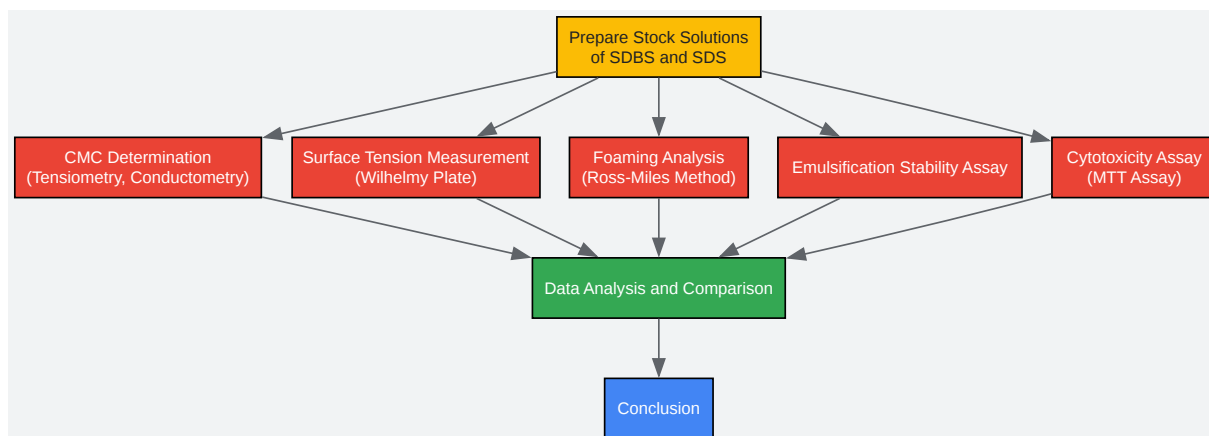 Prepare Stock Solutions
of SDBS and SDS
CMC Determination
(Tensiometry, Conductometry)
Surface Tension Measurement
(Wilhelmy Plate)
Foaming Analysis
(Ross-Miles Method)
Emulsification Stability Assay
Cytotoxicity Assay
(MTT Assay)
Data Analysis and Comparison
Conclusion